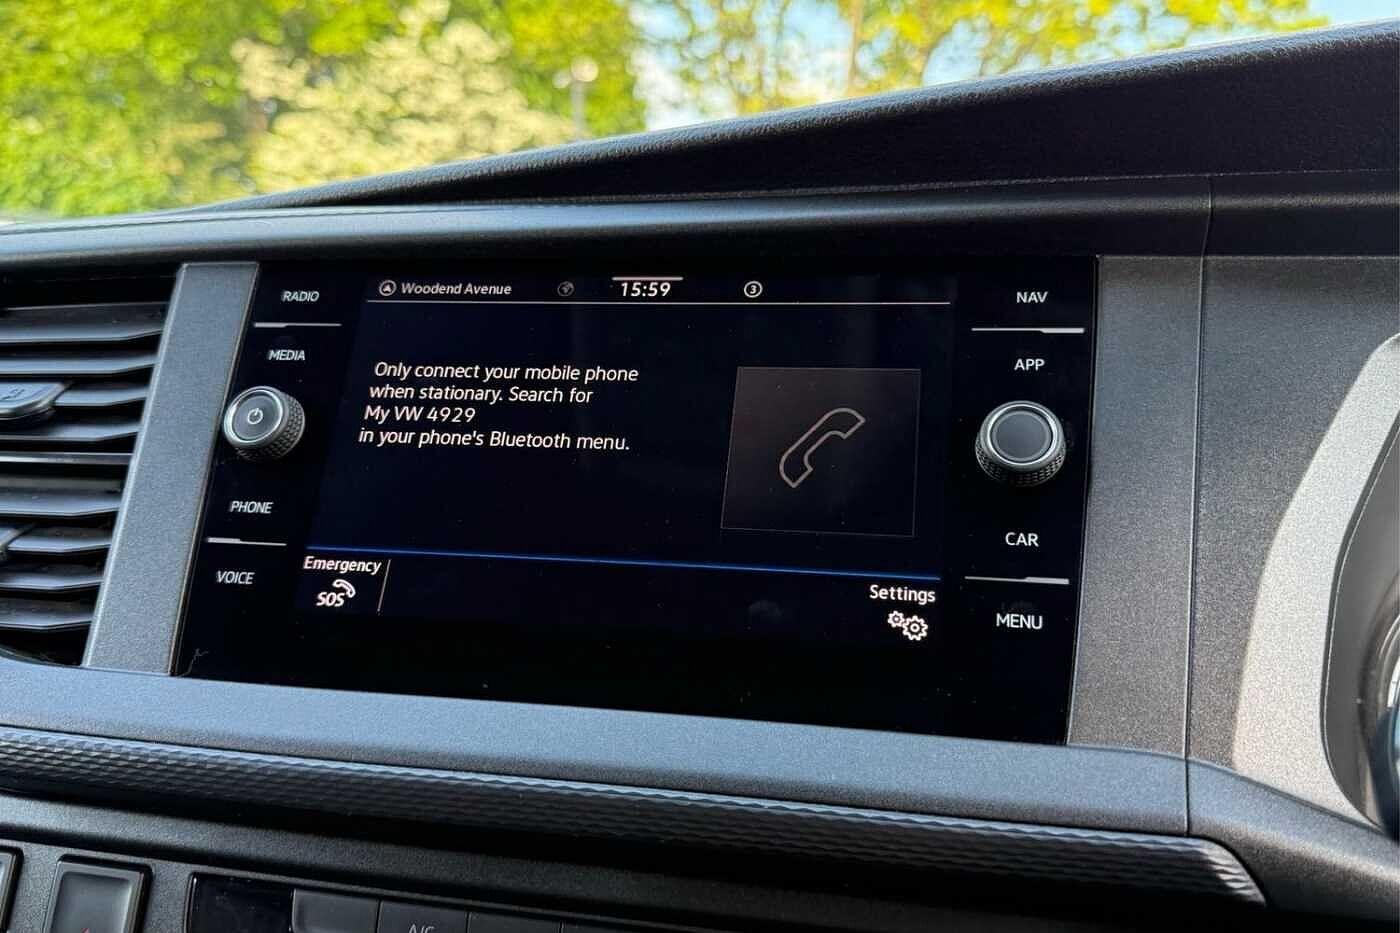 RADIO
MEDIA
PHONE
VOICE
Woodend Avenue
15:59
3
Only connect your mobile phone
when stationary. Search for
My VW 4929
in your phone's Bluetooth menu.
Emergency
SOS
Settings
NAV
APP
CAR
MENU
A/C